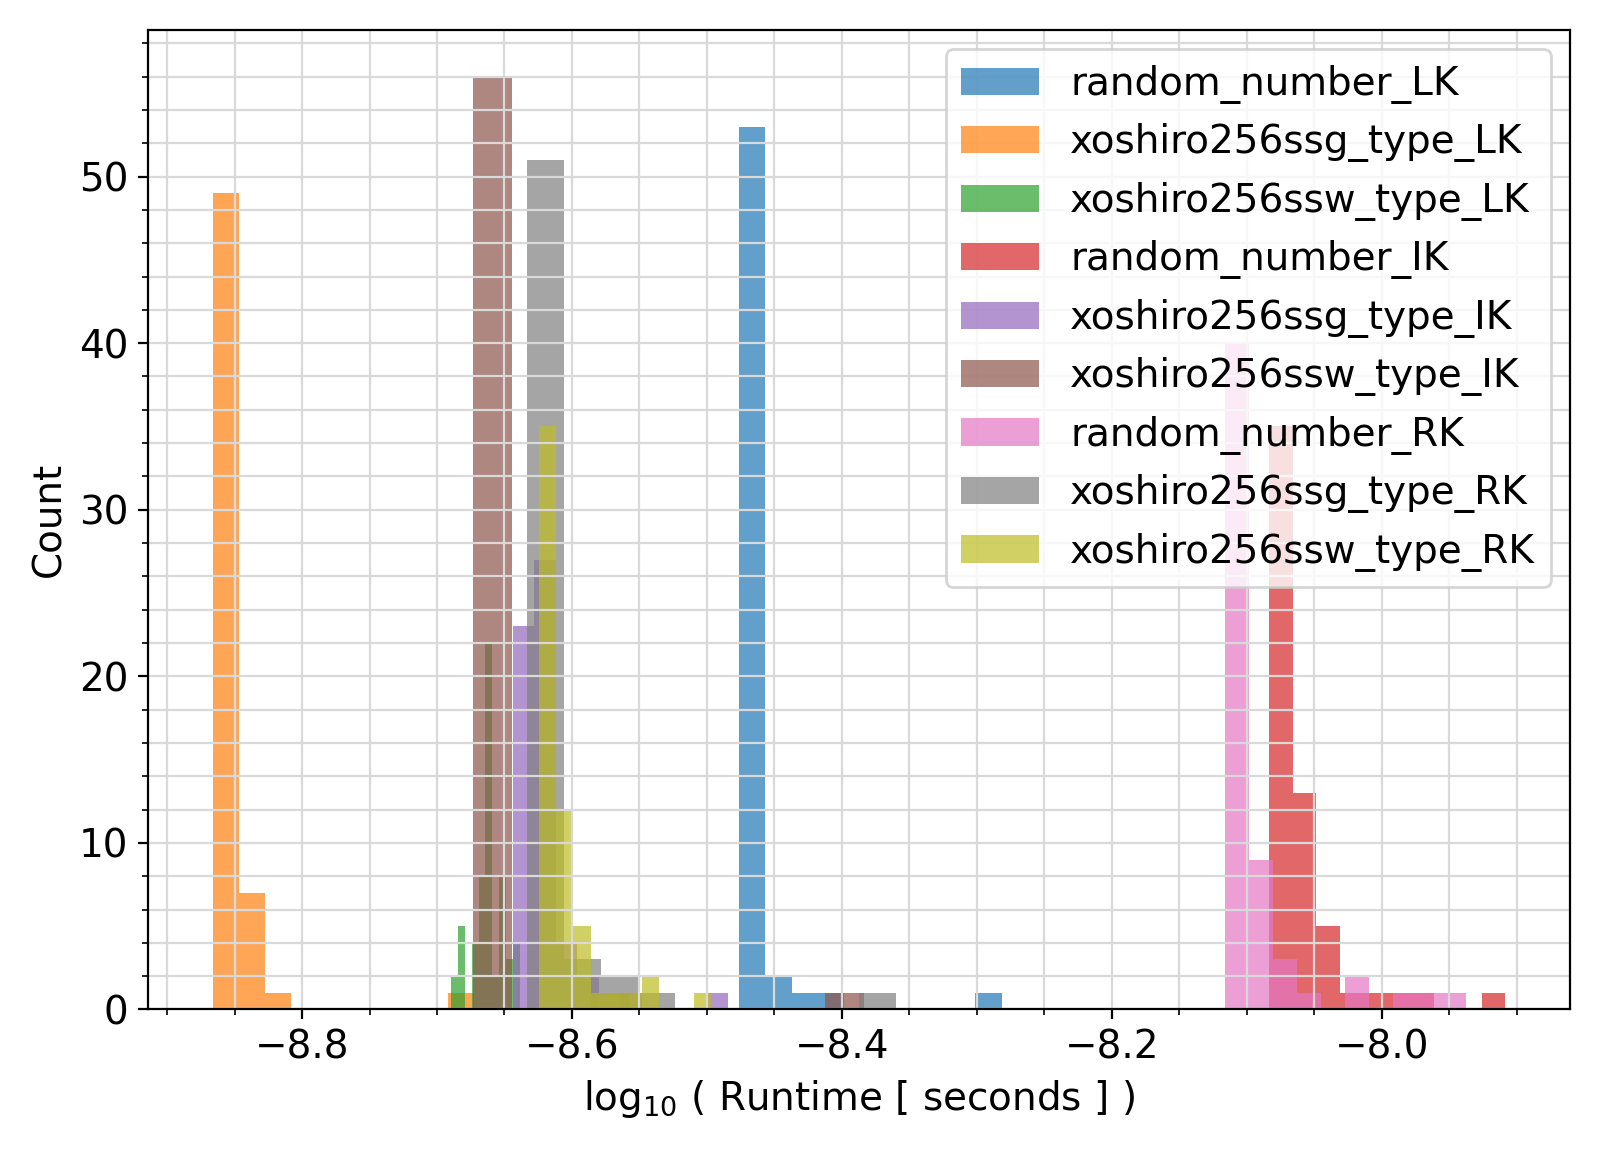 random_number_LK
xoshiro256ssg_type_LK
xoshiro256ssw_type_LK
random_number_IK
xoshiro256ssg_type_IK
xoshiro256ssw_type_IK
random_number_RK
xoshiro256ssg_type_RK
xoshiro256ssw_type_RK
50
40
30
20
10
0
Count
−8.8 −8.6 −8.4 −8.2 −8.0
log₁₀ ( Runtime [ seconds ] )